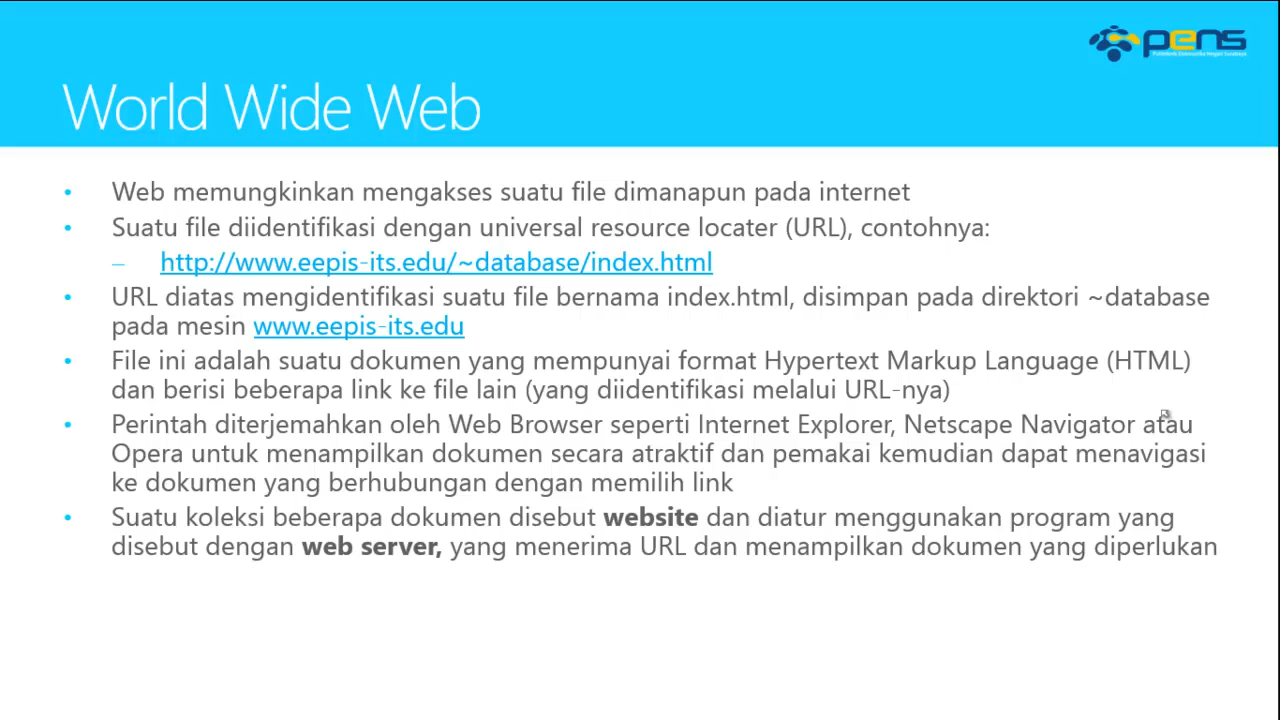 pens
Politeknik Elektronika Negeri Surabaya
World Wide Web
• Web memungkinkan mengakses suatu file dimanapun pada internet
• Suatu file diidentifikasi dengan universal resource locater (URL), contohnya:
– http://www.eepis-its.edu/~database/index.html
• URL diatas mengidentifikasi suatu file bernama index.html, disimpan pada direktori ~database
pada mesin www.eepis-its.edu
• File ini adalah suatu dokumen yang mempunyai format Hypertext Markup Language (HTML)
dan berisi beberapa link ke file lain (yang diidentifikasi melalui URL-nya)
• Perintah diterjemahkan oleh Web Browser seperti Internet Explorer, Netscape Navigator atau
Opera untuk menampilkan dokumen secara atraktif dan pemakai kemudian dapat menavigasi
ke dokumen yang berhubungan dengan memilih link
• Suatu koleksi beberapa dokumen disebut website dan diatur menggunakan program yang
disebut dengan web server, yang menerima URL dan menampilkan dokumen yang diperlukan